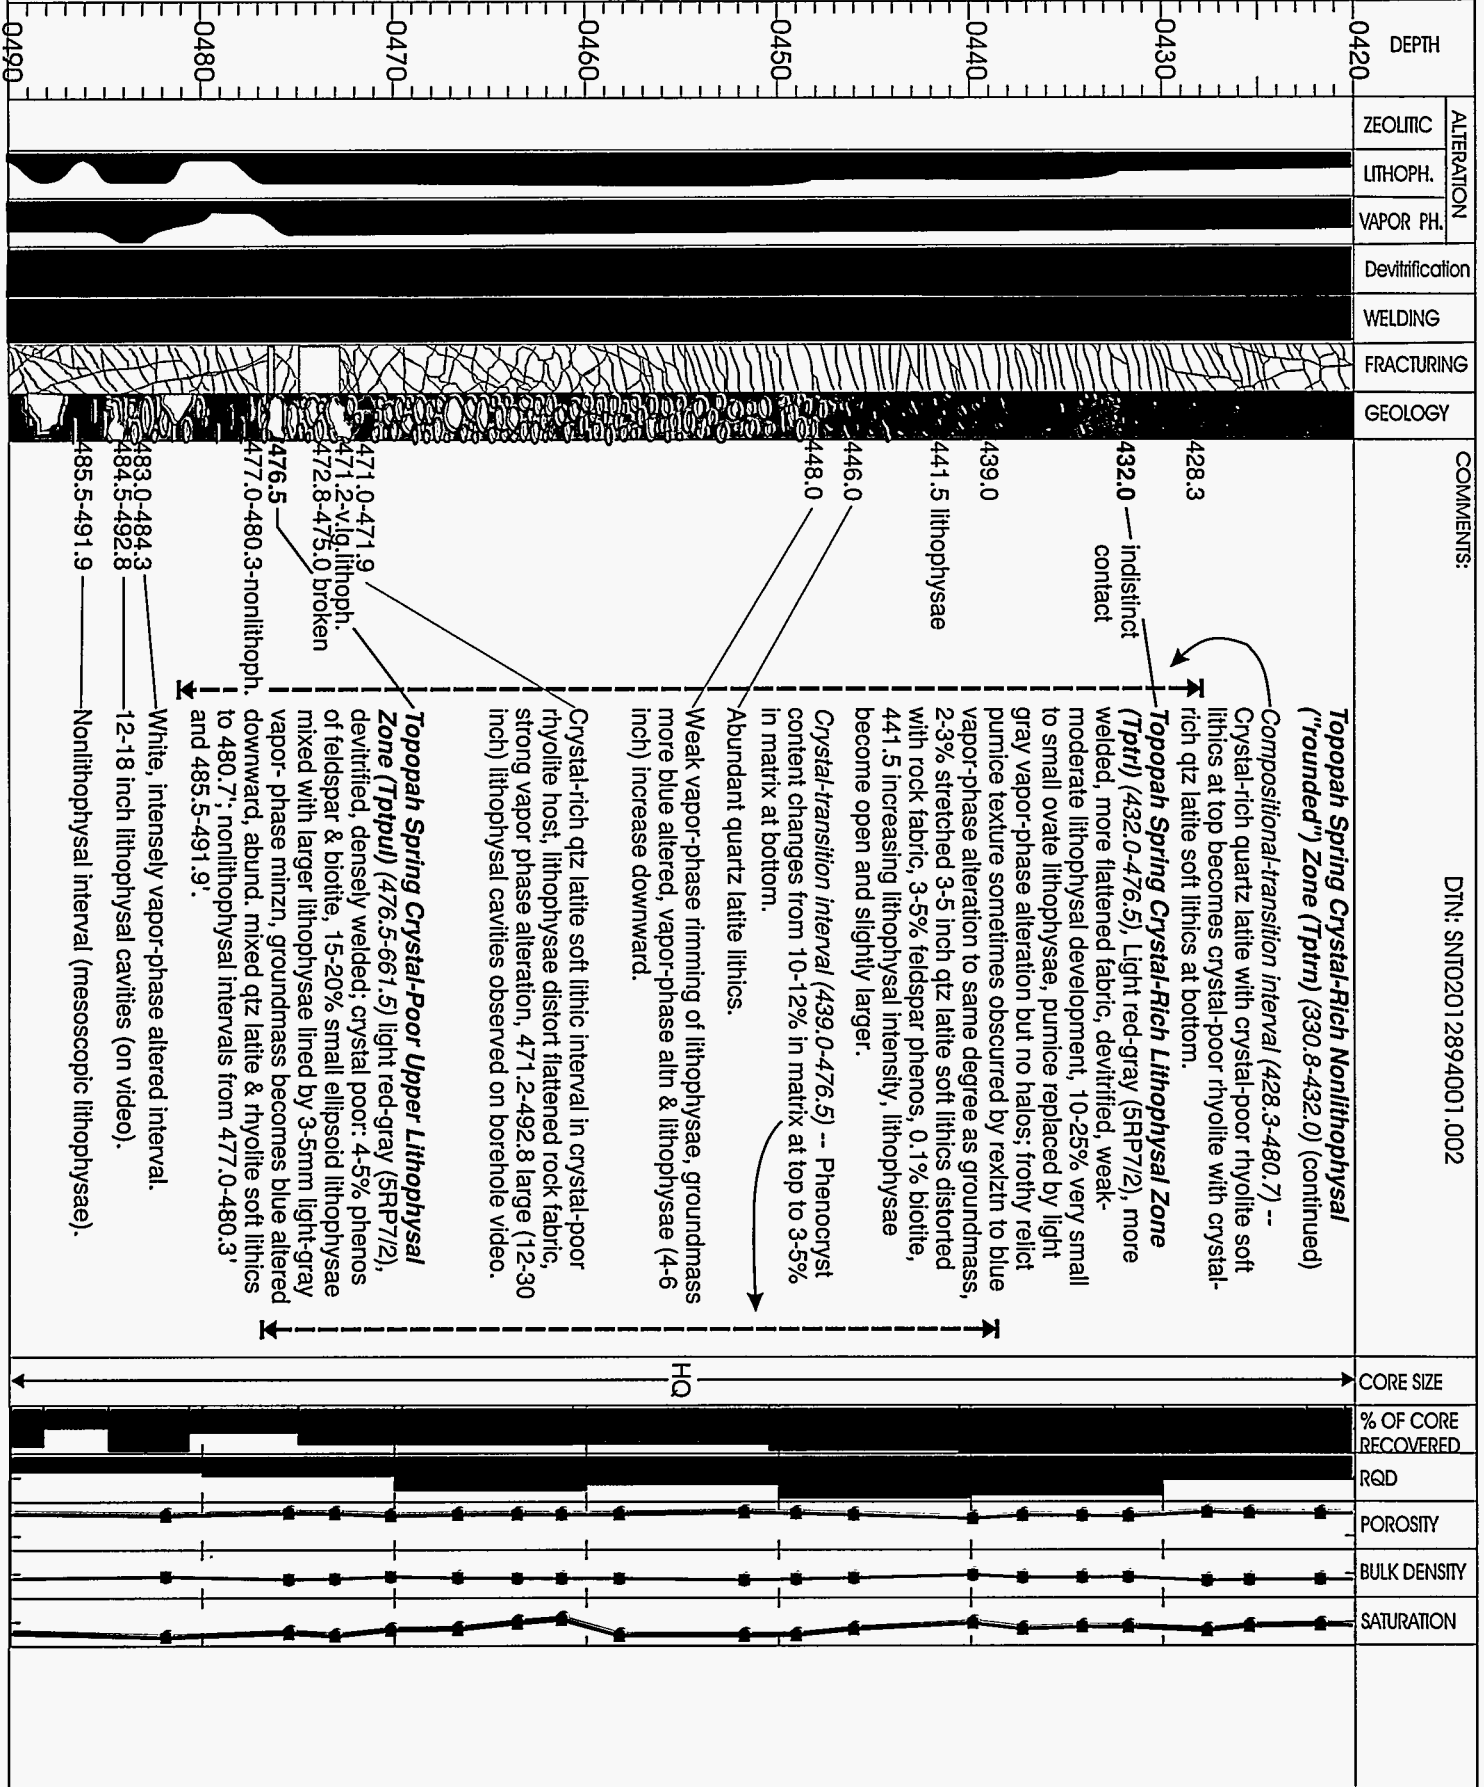 DEPTH
ALTERATION
ZEOLITIC
LITHOPH.
VAPOR PH.
Devitrification
WELDING
FRACTURING
GEOLOGY
COMMENTS:
DTN: SNT02012894001.002
CORE SIZE
% OF CORE
RECOVERED
RQD
POROSITY
BULK DENSITY
SATURATION
0420
0430
0440
0450
0460
0470
0480
0490
428.3
432.0
indistinct
contact
439.0
441.5 lithophysae
446.0
448.0
471.0-471.9
471.2-v.lg.lithoph.
472.8-475.0 broken
476.5
477.0-480.3-nonlithoph.
483.0-484.3
484.5-492.8
485.5-491.9
Topopah Spring Crystal-Rich Nonlithophysal
("rounded") Zone (Tptrn) (330.8-432.0) (continued)
Compositional-transition interval (428.3-480.7) --
Crystal-rich quartz latite with crystal-poor rhyolite soft
lithics at top becomes crystal-poor rhyolite with crystal-
rich qtz latite soft lithics at bottom.
Topopah Spring Crystal-Rich Lithophysal Zone
(Tptrl) (432.0-476.5), Light red-gray (5RP7/2), more
welded, more flattened fabric, devitrified, weak-
moderate lithophysal development, 10-25% very small
to small ovate lithophysae, pumice replaced by light
gray vapor-phase alteration but no halos; frothy relict
pumice texture sometimes obscurred by rexlztn to blue
vapor-phase alteration to same degree as groundmass,
2-3% stretched 3-5 inch qtz latite soft lithics distorted
with rock fabric, 3-5% feldspar phenos, 0.1% biotite,
441.5 increasing lithophysal intensity, lithophysae
become open and slightly larger.
Crystal-transition interval (439.0-476.5) -- Phenocryst
content changes from 10-12% in matrix at top to 3-5%
in matrix at bottom.
Abundant quartz latite lithics.
Weak vapor-phase rimming of lithophysae, groundmass
more blue altered, vapor-phase altn & lithophysae (4-6
inch) increase downward.
Crystal-rich qtz latite soft lithic interval in crystal-poor
rhyolite host, lithophysae distort flattened rock fabric,
strong vapor phase alteration, 471.2-492.8 large (12-30
inch) lithophysal cavities observed on borehole video.
Topopah Spring Crystal-Poor Upper Lithophysal
Zone (Tptpul) (476.5-661.5) light red-gray (5RP7/2),
devitrified, densely welded; crystal poor: 4-5% phenos
of feldspar & biotite, 15-20% small ellipsoid lithophysae
mixed with larger lithophysae lined by 3-5mm light-gray
vapor- phase minzn, groundmass becomes blue altered
downward, abund. mixed qtz latite & rhyolite soft lithics
to 480.7'; nonlithophysal intervals from 477.0-480.3'
and 485.5-491.9'.
White, intensely vapor-phase altered interval.
12-18 inch lithophysal cavities (on video).
Nonlithophysal interval (mesoscopic lithophysae).
HQ